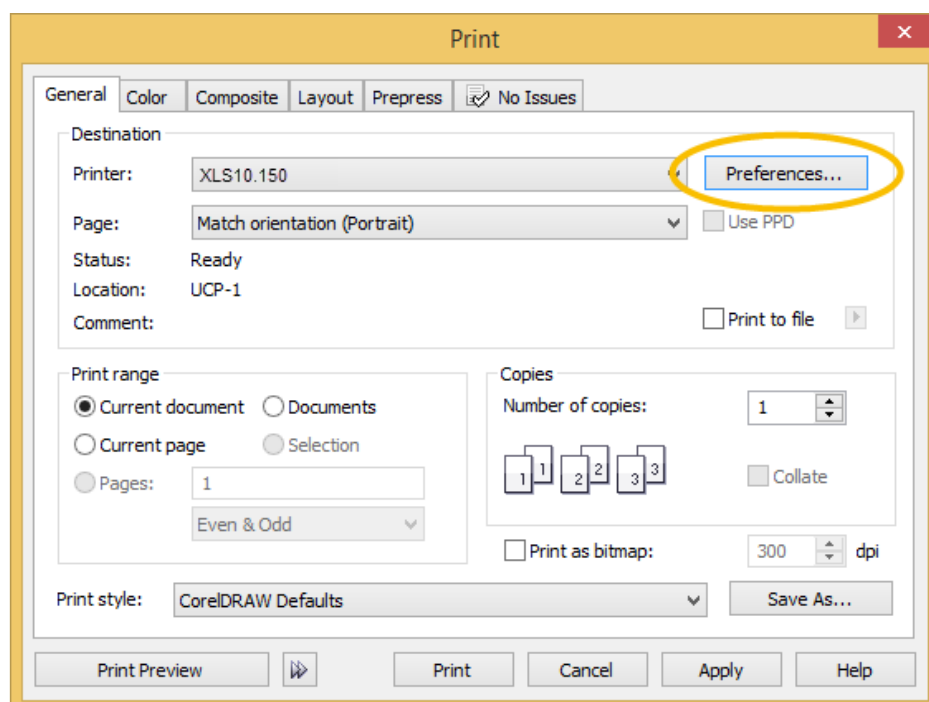 Print
General Color Composite Layout Prepress No Issues
Destination
Printer: XLS10.150 Preferences...
Page: Match orientation (Portrait) Use PPD
Status: Ready
Location: UCP-1
Comment: Print to file
Print range
Current document Documents
Current page Selection
Pages: 1
Even & Odd
Copies
Number of copies: 1
1 1 2 2 3 3
Collate
Print as bitmap: 300 dpi
Print style: CorelDRAW Defaults Save As...
Print Preview Print Cancel Apply Help